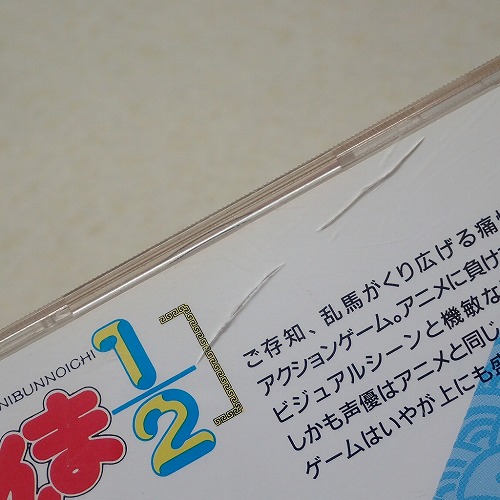 NIBUNNOICHI
ま1/2
ご存知、乱馬がくり広げる痛
アクションゲーム。アニメに負け
ビジュアルシーンと機敏な
しかも声優はアニメと同じ
ゲームはいやが上にも